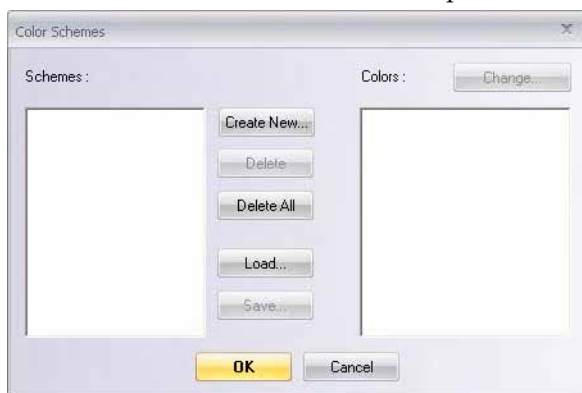 Color Schemes
Schemes :
Colors :
Change...
Create New...
Delete
Delete All
Load...
Save...
OK
Cancel